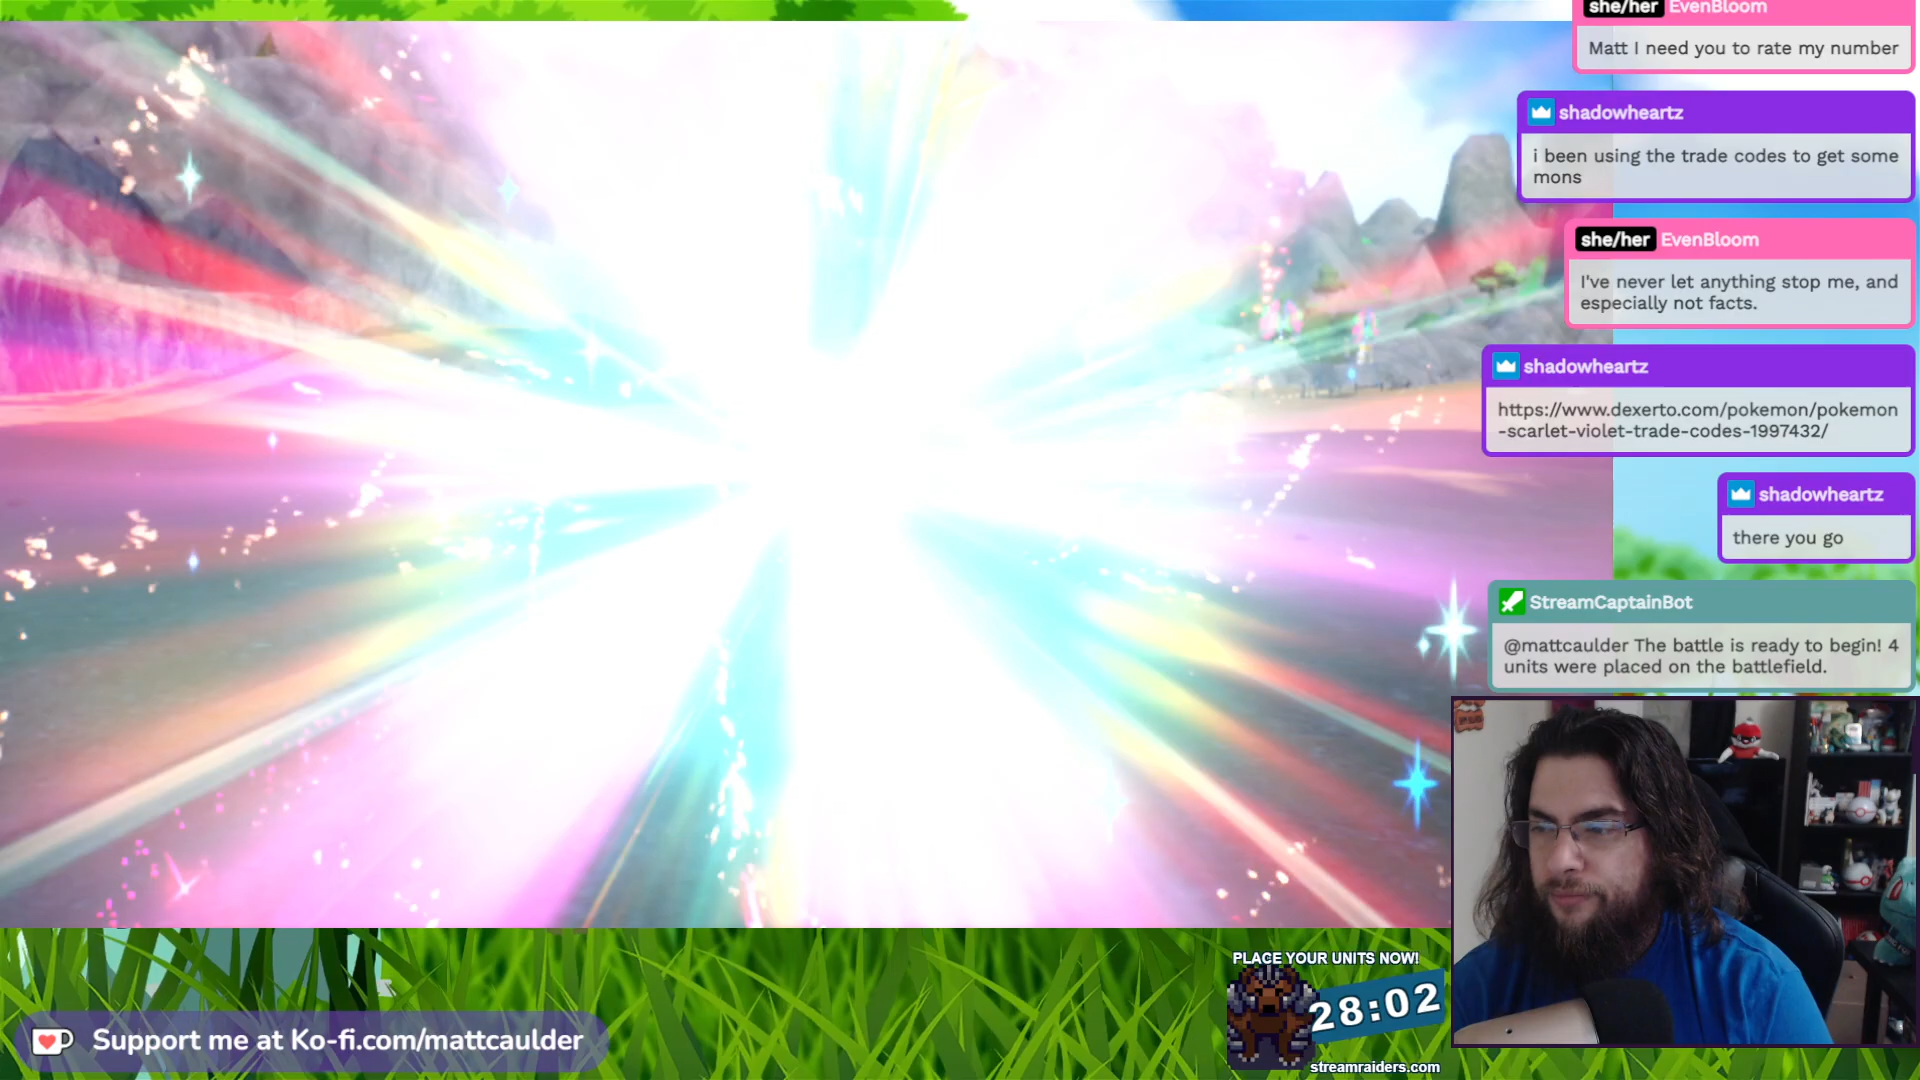 she/her EvenBloom
Matt I need you to rate my number
shadowheartz
i been using the trade codes to get some
mons
she/her EvenBloom
I've never let anything stop me, and
especially not facts.
shadowheartz
https://www.dexerto.com/pokemon/pokemon
-scarlet-violet-trade-codes-1997432/
shadowheartz
there you go
StreamCaptainBot
@mattcaulder The battle is ready to begin! 4
units were placed on the battlefield.
PLACE YOUR UNITS NOW!
28:02
streamraiders.com
Support me at Ko-fi.com/mattcaulder